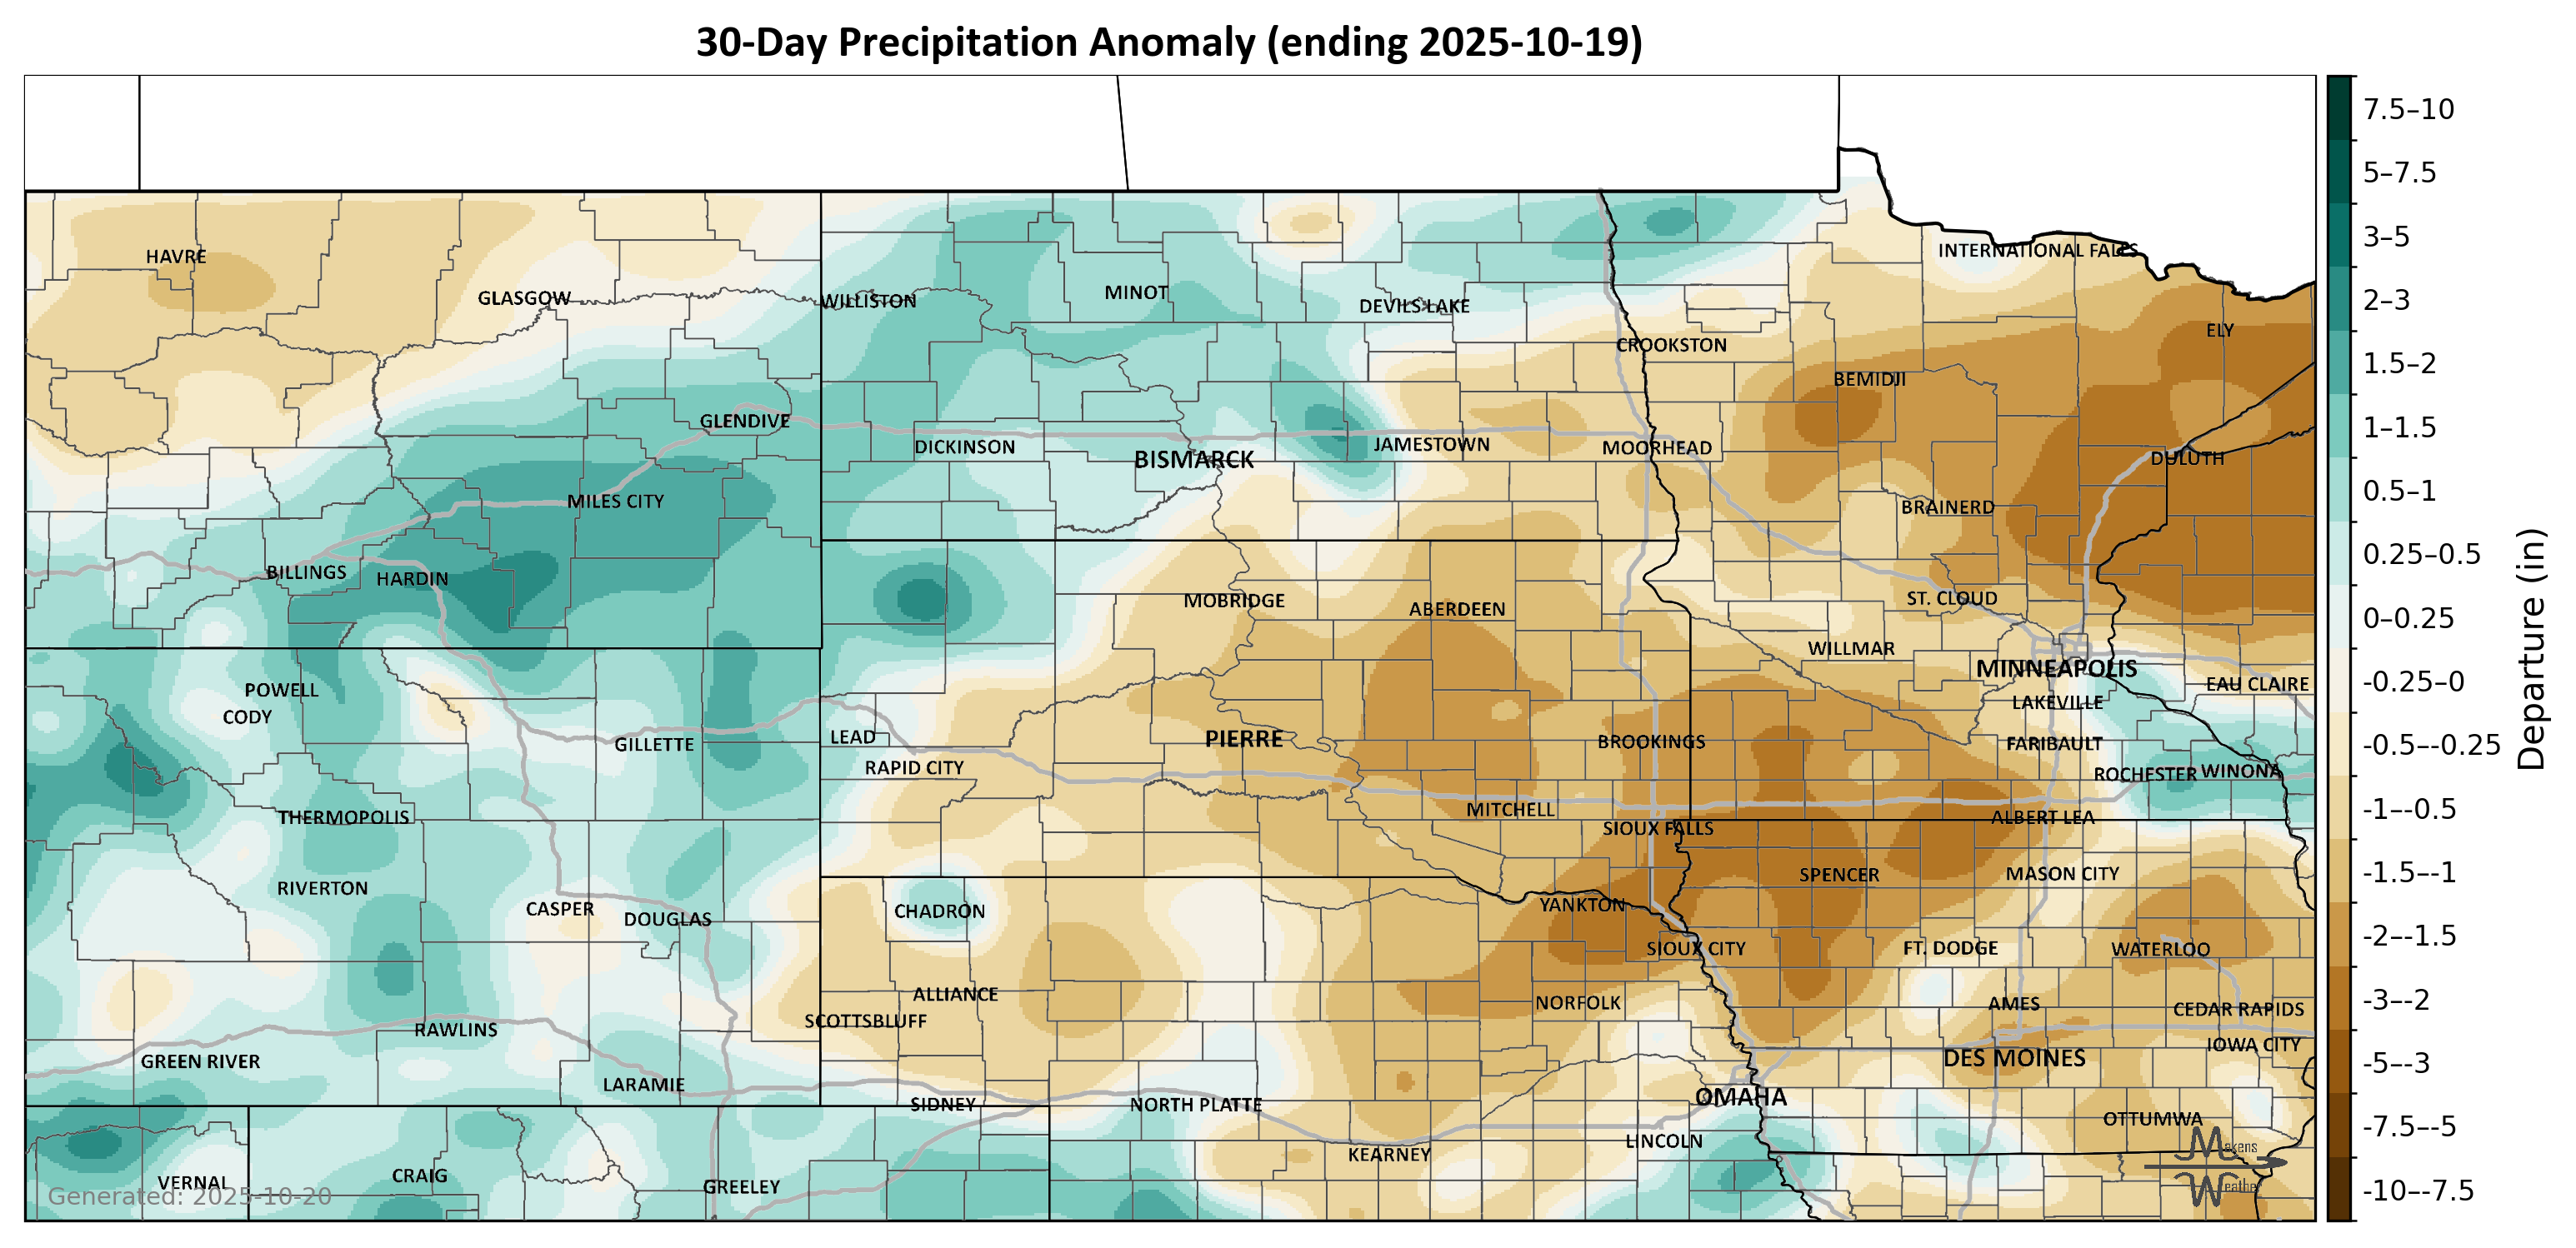 30-Day Precipitation Anomaly (ending 2025-10-19)
7.5–10
5–7.5
3–5
2–3
1.5–2
1–1.5
0.5–1
0.25–0.5
0–0.25
-0.25–0
-0.5–-0.25
-1–-0.5
-1.5–-1
-2–-1.5
-3–-2
-5–-3
-7.5–-5
-10–-7.5
Departure (in)
HAVRE
INTERNATIONAL FALLS
GLASGOW
WILLISTON
MINOT
DEVILS LAKE
ELY
CROOKSTON
BEMIDJI
GLENDIVE
DICKINSON
BISMARCK
JAMESTOWN
MOORHEAD
DULUTH
MILES CITY
BRAINERD
BILLINGS
HARDIN
MOBRIDGE
ABERDEEN
ST. CLOUD
WILLMAR
MINNEAPOLIS
EAU CLAIRE
POWELL
CODY
LAKEVILLE
GILLETTE
LEAD
PIERRE
BROOKINGS
FARIBAULT
RAPID CITY
ROCHESTER
WINONA
THERMOPOLIS
MITCHELL
SIOUX FALLS
ALBERT LEA
RIVERTON
SPENCER
MASON CITY
CASPER
DOUGLAS
CHADRON
YANKTON
SIOUX CITY
FT. DODGE
WATERLOO
ALLIANCE
NORFOLK
AMES
CEDAR RAPIDS
SCOTTSBLUFF
RAWLINS
GREEN RIVER
DES MOINES
IOWA CITY
LARAMIE
SIDNEY
NORTH PLATTE
OMAHA
OTTUMWA
LINCOLN
KEARNEY
VERNAL
CRAIG
GREELEY
Generated: 2025-10-20
Makens
Weather